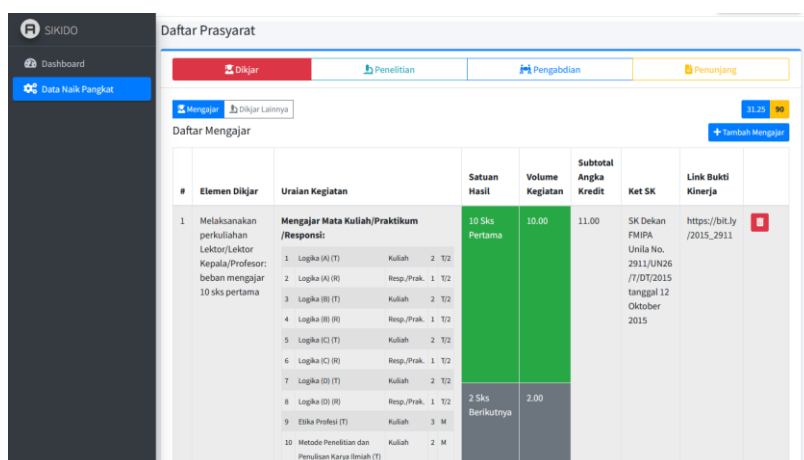 SIKIDO
Dashboard
Data Naik Pangkat
Daftar Prasyarat
Dikjar
Penelitian
Pengabdian
Penunjang
Mengajar
Dikjar Lainnya
31.25 90
Daftar Mengajar
+ Tambah Mengajar
# Elemen Dikjar Uraian Kegiatan Satuan Hasil Volume Kegiatan Subtotal Angka Kredit Ket SK Link Bukti Kinerja
1
Melaksanakan
perkuliahan
Lektor/Lektor
Kepala/Profesor:
beban mengajar
10 sks pertama
Mengajar Mata Kuliah/Praktikum
/Responsi:
1 Logika (A) (T) Kuliah 2 T/2
2 Logika (A) (R) Resp./Prak. 1 T/2
3 Logika (B) (T) Kuliah 2 T/2
4 Logika (B) (R) Resp./Prak. 1 T/2
5 Logika (C) (T) Kuliah 2 T/2
6 Logika (C) (R) Resp./Prak. 1 T/2
7 Logika (D) (T) Kuliah 2 T/2
8 Logika (D) (R) Resp./Prak. 1 T/2
9 Etika Profesi (T) Kuliah 3 M
10 Metode Penelitian dan Kuliah 2 M
Penulisan Karya Ilmiah (T)
10 Sks
Pertama
10.00
2 Sks
Berikutnya
2.00
11.00
SK Dekan
FMIPA
Unila No.
2911/UN26
/7/DT/2015
tanggal 12
Oktober
2015
https://bit.ly
/2015_2911